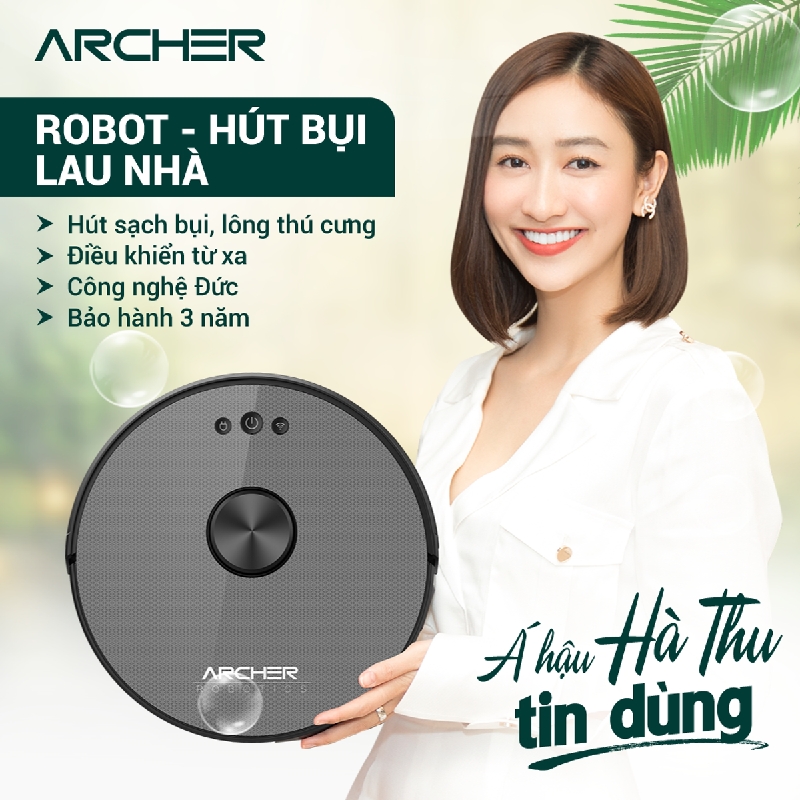 ARCHER
ROBOT - HÚT BỤI
LAU NHÀ
Hút sạch bụi, lông thú cưng
Điều khiển từ xa
Công nghệ Đức
Bảo hành 3 năm
ARCHER
ROBOTICS
Á hậu Hà Thu
tin dùng